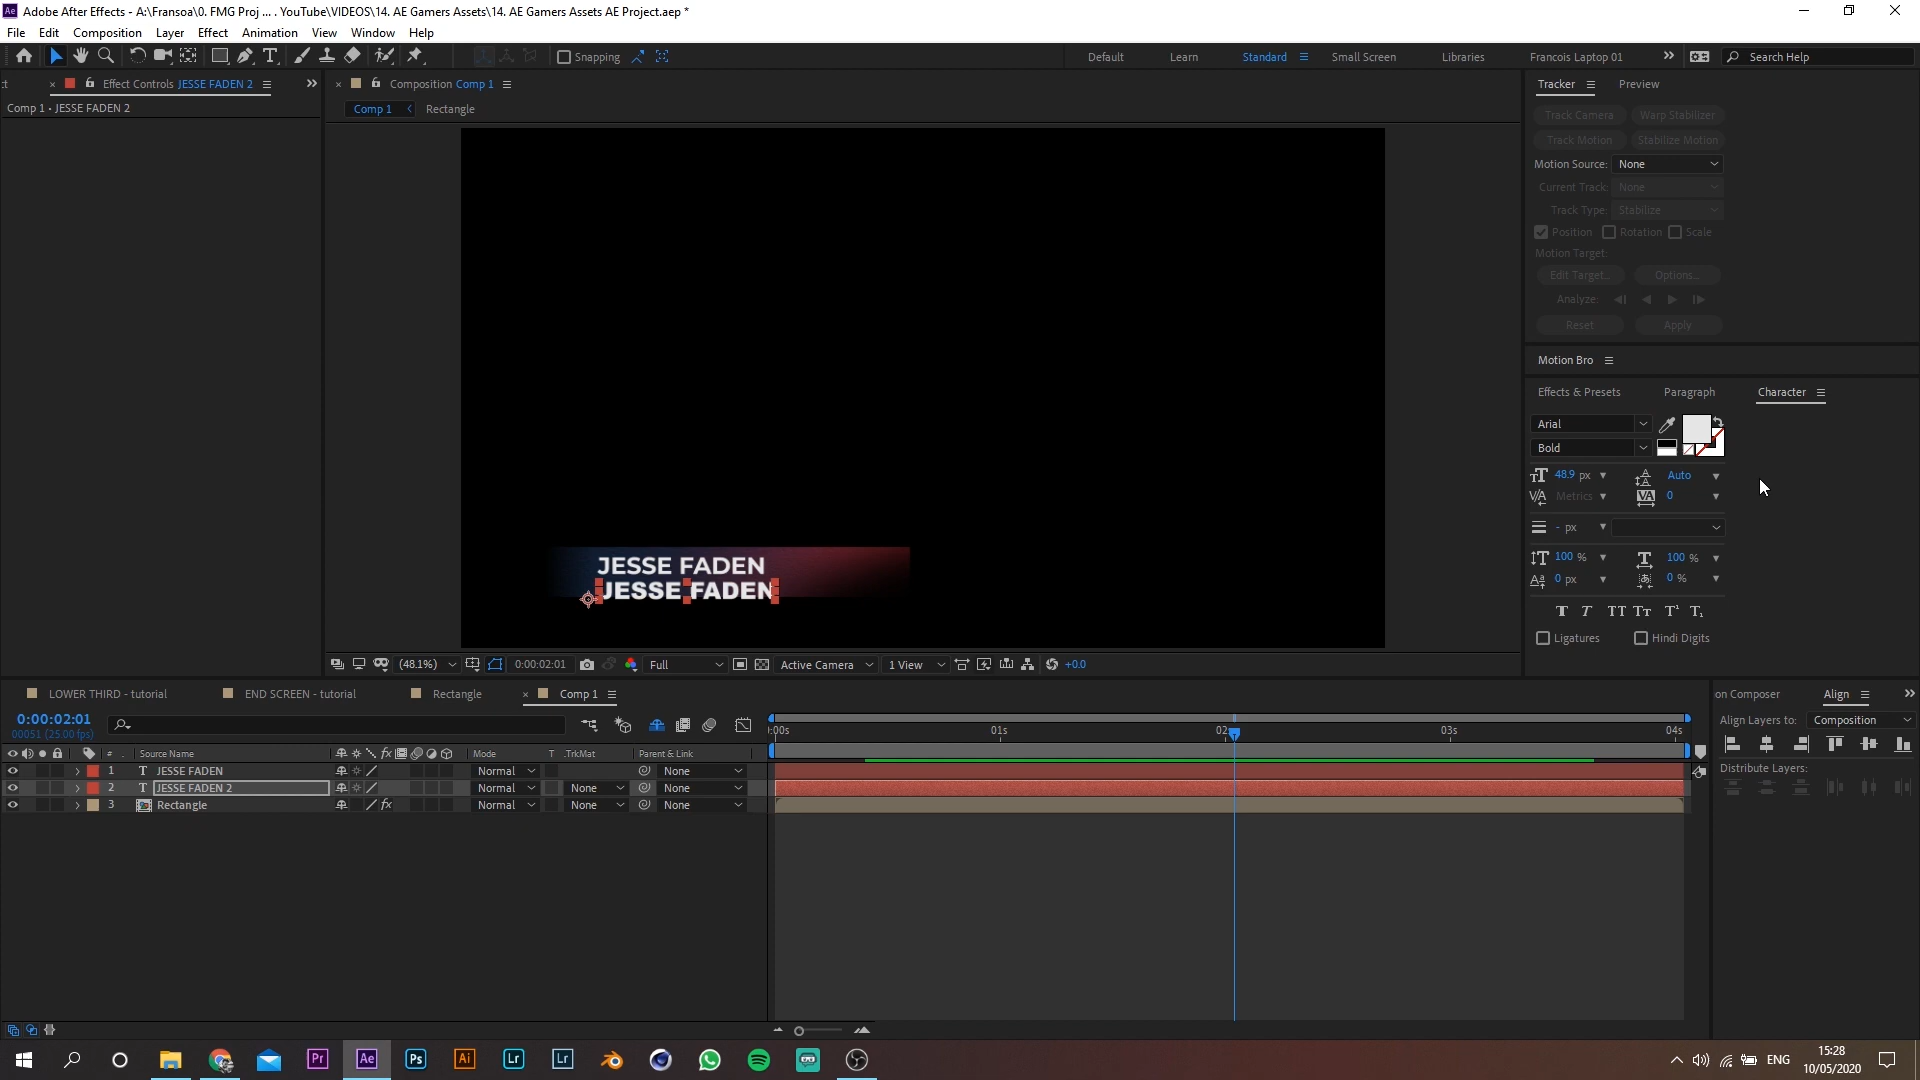 Adobe After Effects - A:\Fransoa\0. FMG Proj ... . YouTube\VIDEOS\14. AE Gamers Assets\14. AE Gamers Assets AE Project.aep *
File Edit Composition Layer Effect Animation View Window Help
Snapping Default Learn Standard Small Screen Libraries Francois Laptop 01 Search Help
Effect Controls JESSE FADEN 2
Comp 1 • JESSE FADEN 2
Composition Comp 1
Comp 1 Rectangle
JESSE FADEN
JESSE FADEN
(48.1%) 0:00:02:01 Full Active Camera 1 View +0.0
Tracker Preview
Track Camera Warp Stabilizer
Track Motion Stabilize Motion
Motion Source: None
Current Track: None
Track Type: Stabilize
Position Rotation Scale
Motion Target:
Edit Target... Options...
Analyze:
Reset Apply
Motion Bro
Effects & Presets Paragraph Character
Arial
Bold
48.9 px Auto
Metrics 0
- px
100 % 100 %
0 px 0 %
Ligatures Hindi Digits
LOWER THIRD - tutorial END SCREEN - tutorial Rectangle Comp 1
0:00:02:01
00051 (25.00 fps)
# Source Name Mode T .TrkMat Parent & Link
1 T JESSE FADEN Normal None
2 T JESSE FADEN 2 Normal None None
3 Rectangle Normal None None
:00s 01s 02s 03s 04s
on Composer Align
Align Layers to: Composition
Distribute Layers:
ENG 15:28
10/05/2020